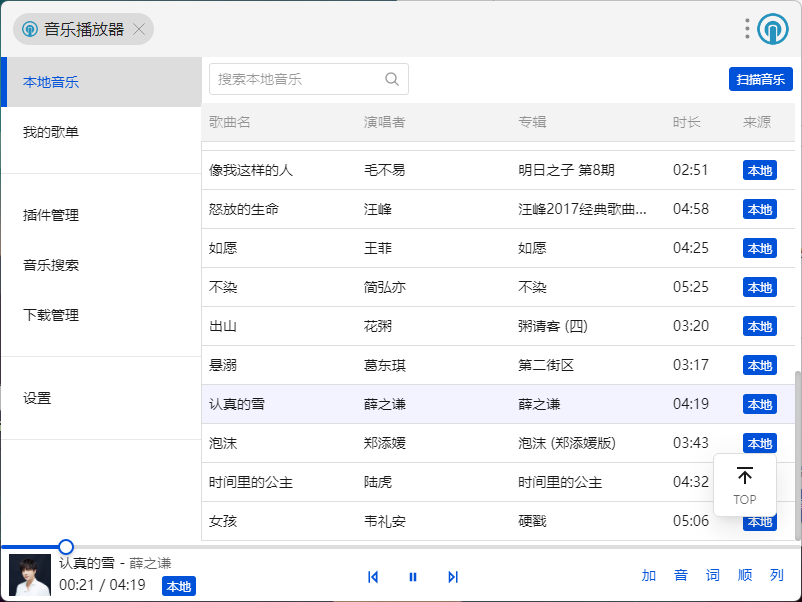 音乐播放器
本地音乐
我的歌单
插件管理
音乐搜索
下载管理
设置
搜索本地音乐
扫描音乐
歌曲名 演唱者 专辑 时长 来源
像我这样的人 毛不易 明日之子 第8期 02:51 本地
怒放的生命 汪峰 汪峰2017经典歌曲... 04:58 本地
如愿 王菲 如愿 04:25 本地
不染 简弘亦 不染 05:25 本地
出山 花粥 粥请客 (四) 03:20 本地
悬溺 葛东琪 第二街区 03:17 本地
认真的雪 薛之谦 薛之谦 04:19 本地
泡沫 郑添媛 泡沫 (郑添媛版) 03:43 本地
时间里的公主 陆虎 时间里的公主 04:32
女孩 韦礼安 硬戳 05:06 本地
TOP
认真的雪 - 薛之谦
00:21 / 04:19 本地
加 音 词 顺 列